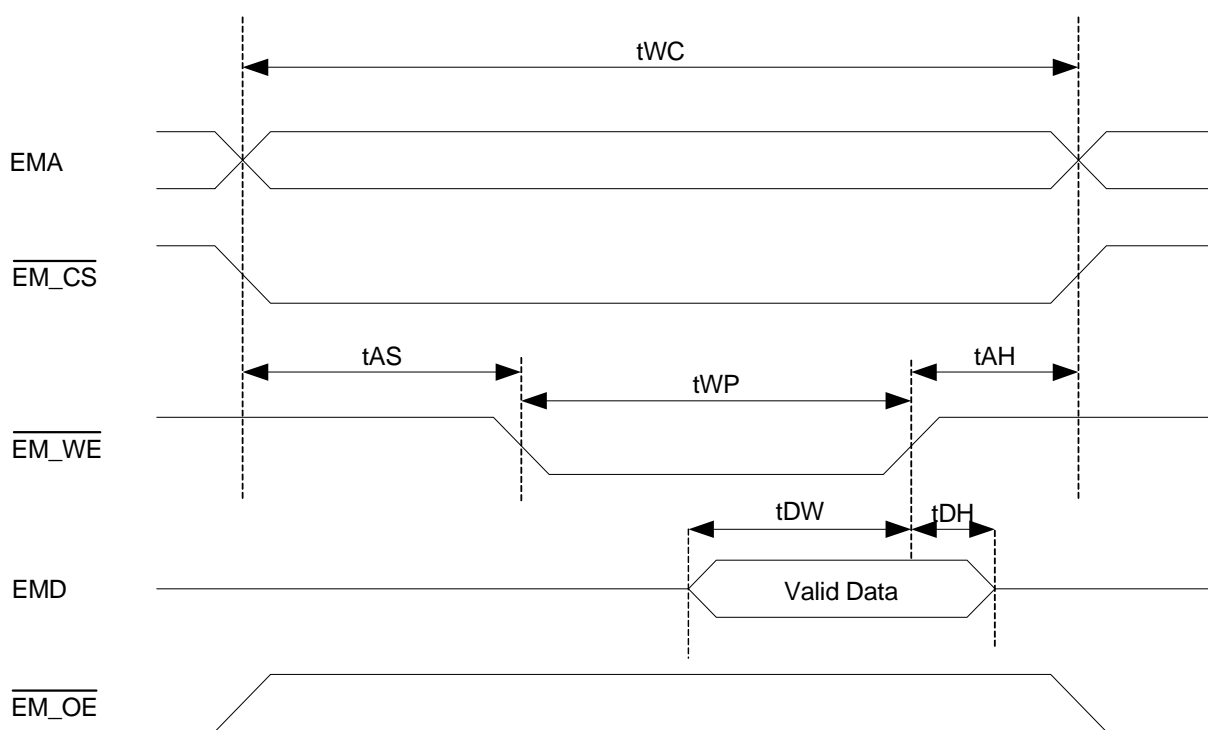 tWC
EMA
EM_CS
tAS
tAH
tWP
EM_WE
tDW
tDH
EMD
Valid Data
EM_OE